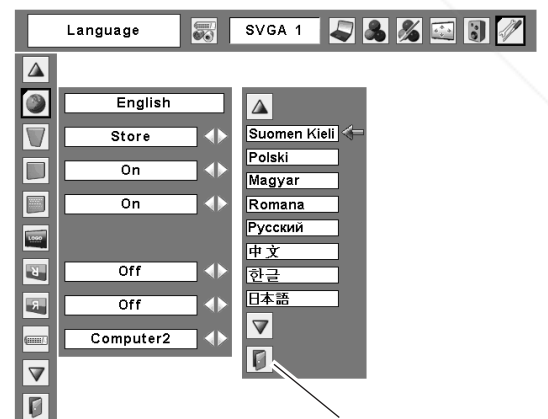 Language
SVGA 1
English
Store
On
On
Off
Off
Computer2
Suomen Kieli
Polski
Magyar
Romana
Русский
中文
한글
日本語
LOGO